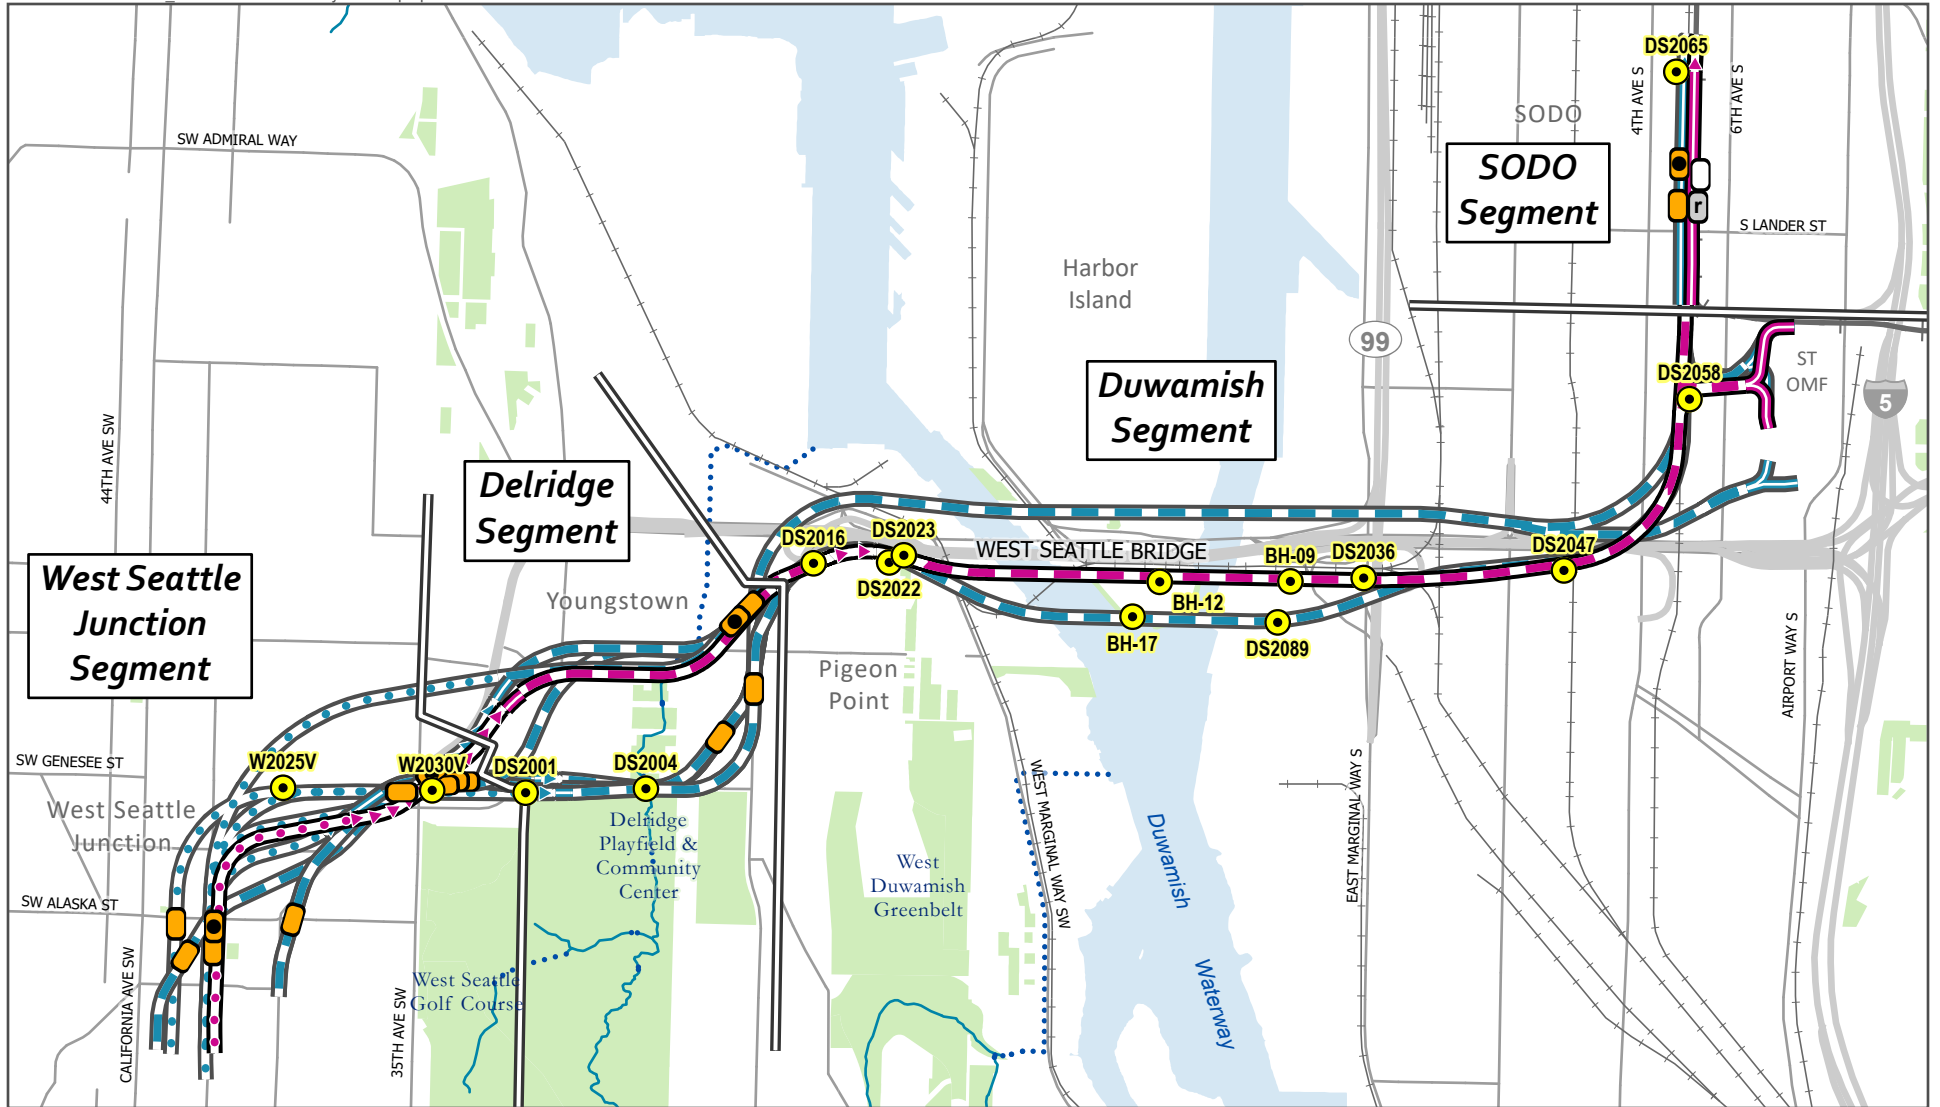 DS2065
4TH AVE S
6TH AVE S
SODO
SW ADMIRAL WAY
SODO
Segment
r
S LANDER ST
Harbor
Island
99
ST
OMF
DS2058
5
Duwamish
Segment
44TH AVE SW
Delridge
Segment
DS2016
DS2023
DS2022
WEST SEATTLE BRIDGE
BH-09
DS2036
DS2047
BH-12
BH-17
DS2089
West Seattle
Junction
Segment
Youngstown
Pigeon
Point
AIRPORT WAY S
SW GENESEE ST
W2025V
W2030V
DS2001
DS2004
West Seattle
Junction
Delridge
Playfield &
Community
Center
West
Duwamish
Greenbelt
WEST MARGINAL WAY SW
Duwamish
Waterway
EAST MARGINAL WAY S
SW ALASKA ST
CALIFORNIA AVE SW
35TH AVE SW
West Seattle
Golf Course